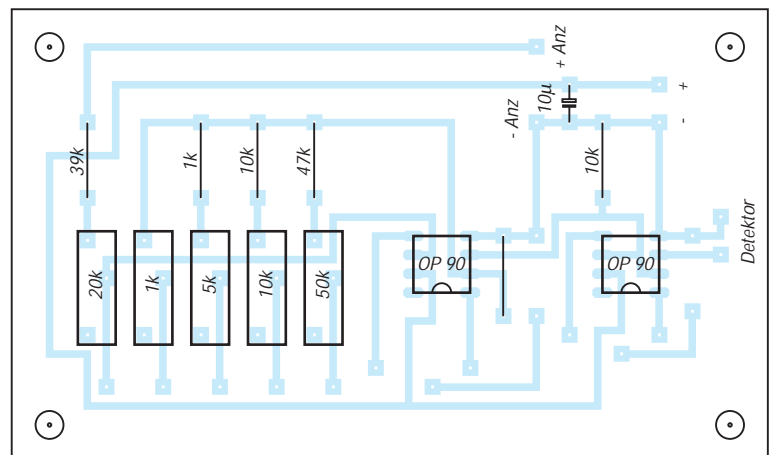 + Anz
- Anz
10µ
+
-
39k
1k
10k
47k
10k
Detektor
20k
1k
5k
10k
50k
OP 90
OP 90